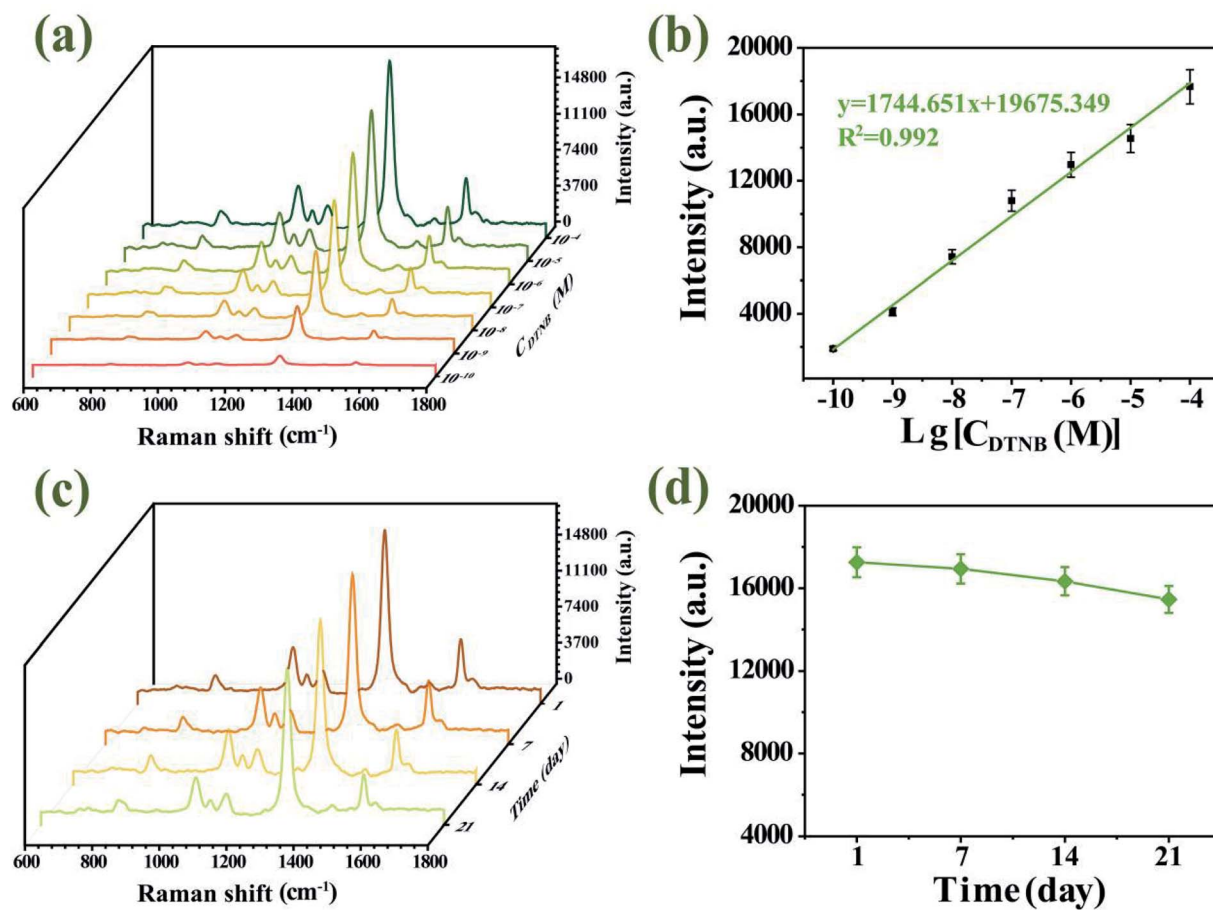 (a)
14800
11100
7400
3700
0
Intensity (a.u.)
10⁻⁴
10⁻⁵
10⁻⁶
10⁻⁷
10⁻⁸
10⁻⁹
10⁻¹⁰
C DTNB (M)
600 800 1000 1200 1400 1600 1800
Raman shift (cm⁻¹)
(b)
20000
16000
12000
8000
4000
Intensity (a.u.)
y=1744.651x+19675.349
R²=0.992
-10 -9 -8 -7 -6 -5 -4
Lg[C DTNB (M)]
(c)
14800
11100
7400
3700
0
Intensity (a.u.)
1
7
14
21
Time (day)
600 800 1000 1200 1400 1600 1800
Raman shift (cm⁻¹)
(d)
20000
16000
12000
8000
4000
Intensity (a.u.)
1 7 14 21
Time (day)